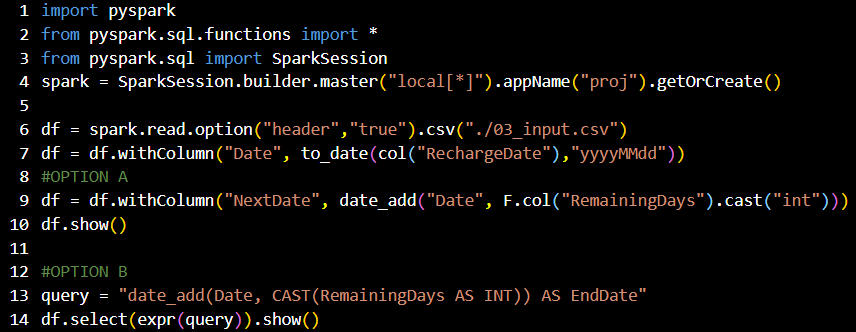 1 import pyspark
2 from pyspark.sql.functions import *
3 from pyspark.sql import SparkSession
4 spark = SparkSession.builder.master("local[*]").appName("proj").getOrCreate()
5
6 df = spark.read.option("header","true").csv("./03_input.csv")
7 df = df.withColumn("Date", to_date(col("RechargeDate"),"yyyyMMdd"))
8 #OPTION A
9 df = df.withColumn("NextDate", date_add("Date", F.col("RemainingDays").cast("int")))
10 df.show()
11
12 #OPTION B
13 query = "date_add(Date, CAST(RemainingDays AS INT)) AS EndDate"
14 df.select(expr(query)).show()